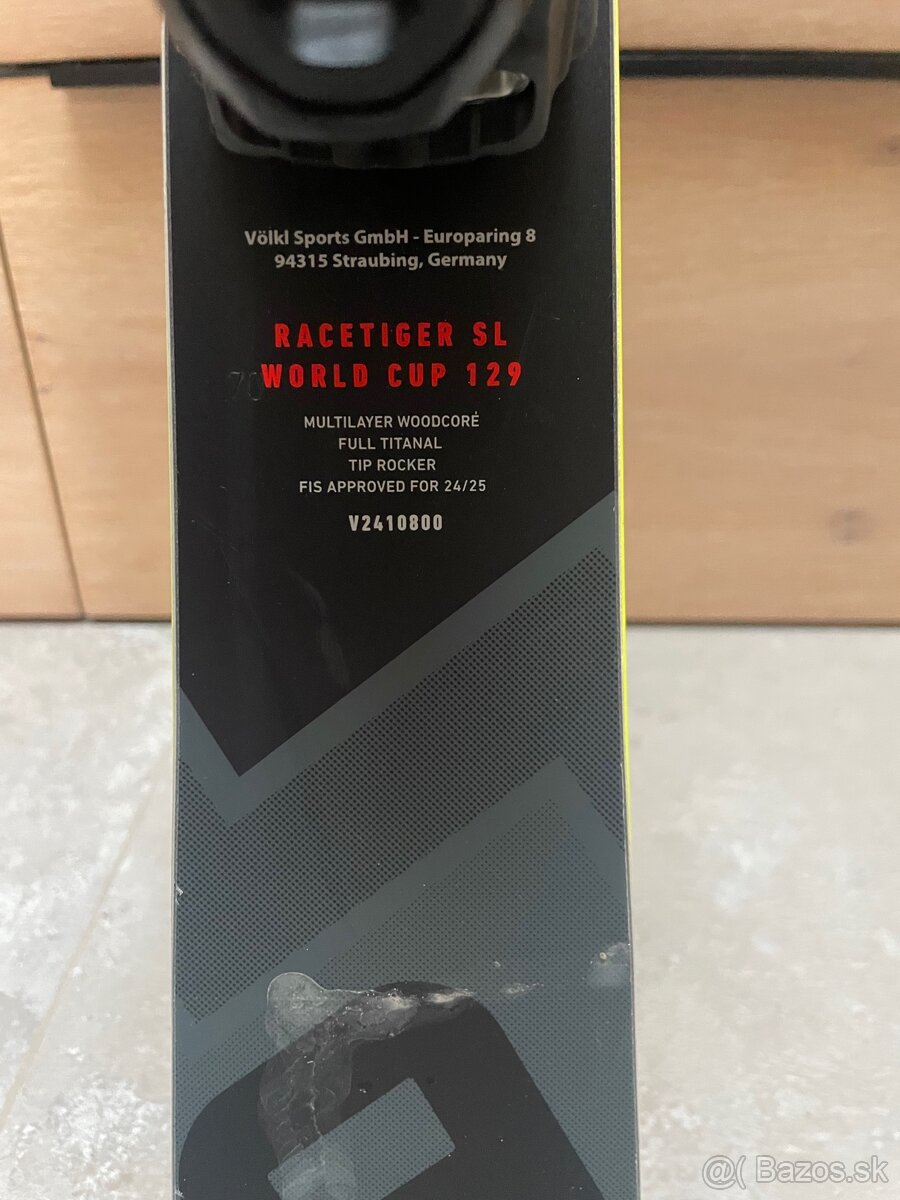 Völkl Sports GmbH - Europaring 8
94315 Straubing, Germany
RACETIGER SL
WORLD CUP 129
MULTILAYER WOODCORE
FULL TITANAL
TIP ROCKER
FIS APPROVED FOR 24/25
V2410800
@( Bazos.sk